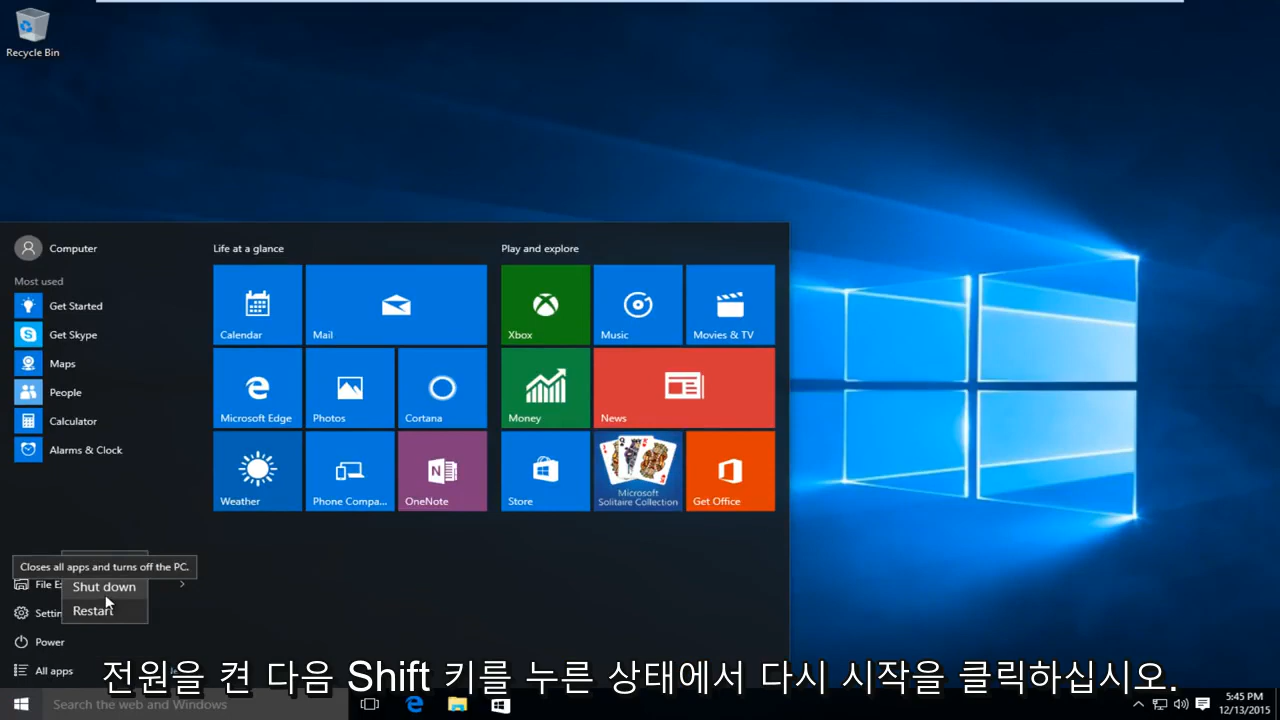 Recycle Bin
Computer
Life at a glance
Play and explore
Most used
Get Started
Get Skype
Maps
People
Calculator
Alarms & Clock
Calendar
Mail
Xbox
Music
Movies & TV
Microsoft Edge
Photos
Cortana
Money
News
Weather
Phone Compa...
OneNote
Store
Microsoft
Solitaire Collection
Get Office
Closes all apps and turns off the PC.
File E
Shut down
Settin
Restart
Power
All apps
전원을 켠 다음 Shift 키를 누른 상태에서 다시 시작을 클릭하십시오.
Search the web and Windows
5:45 PM
12/13/2015